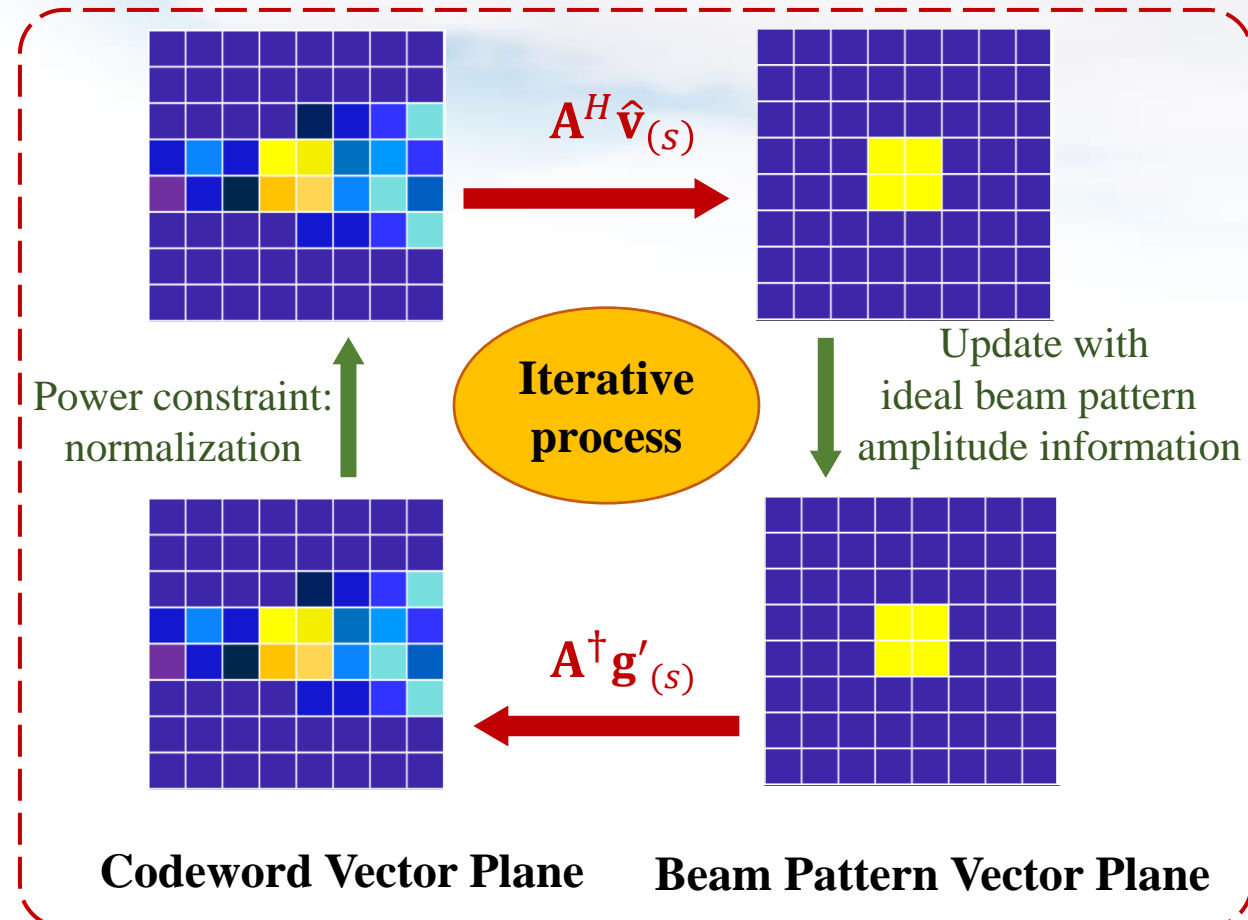 𝐀ᴴ𝐯̂₍ₛ₎
Power constraint:
normalization
Iterative
process
Update with
ideal beam pattern
amplitude information
𝐀†𝐠′₍ₛ₎
Codeword Vector Plane
Beam Pattern Vector Plane